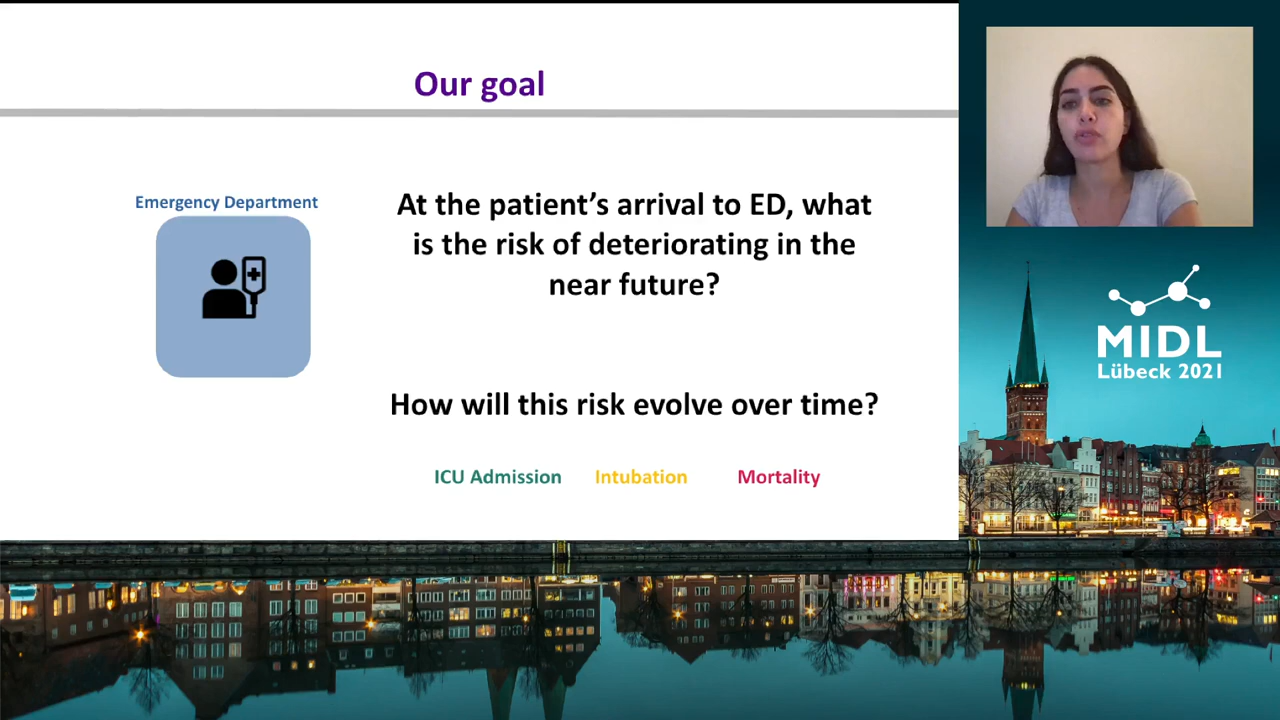 Our goal
Emergency Department
At the patient’s arrival to ED, what
is the risk of deteriorating in the
near future?
How will this risk evolve over time?
ICU Admission Intubation Mortality
MIDL
Lübeck 2021